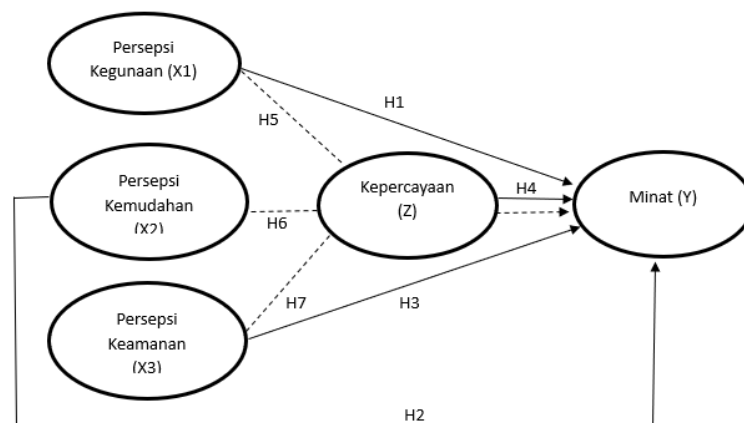 Persepsi
Kegunaan (X1)
H1
H5
Persepsi
Kemudahan
(X2)
H6
Kepercayaan
(Z)
H4
Minat (Y)
Persepsi
Keamanan
(X3)
H7
H3
H2